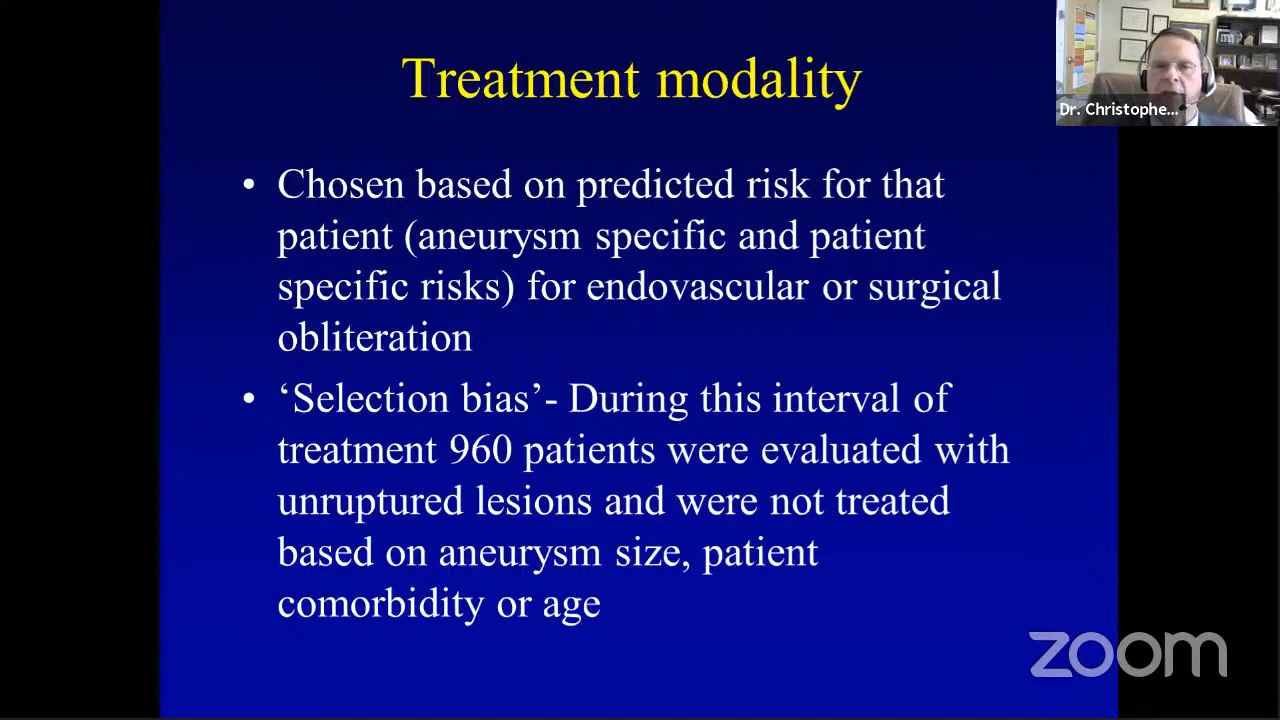 Treatment modality
Dr. Christophe...
• Chosen based on predicted risk for that
patient (aneurysm specific and patient
specific risks) for endovascular or surgical
obliteration
• ‘Selection bias’- During this interval of
treatment 960 patients were evaluated with
unruptured lesions and were not treated
based on aneurysm size, patient
comorbidity or age
zoom